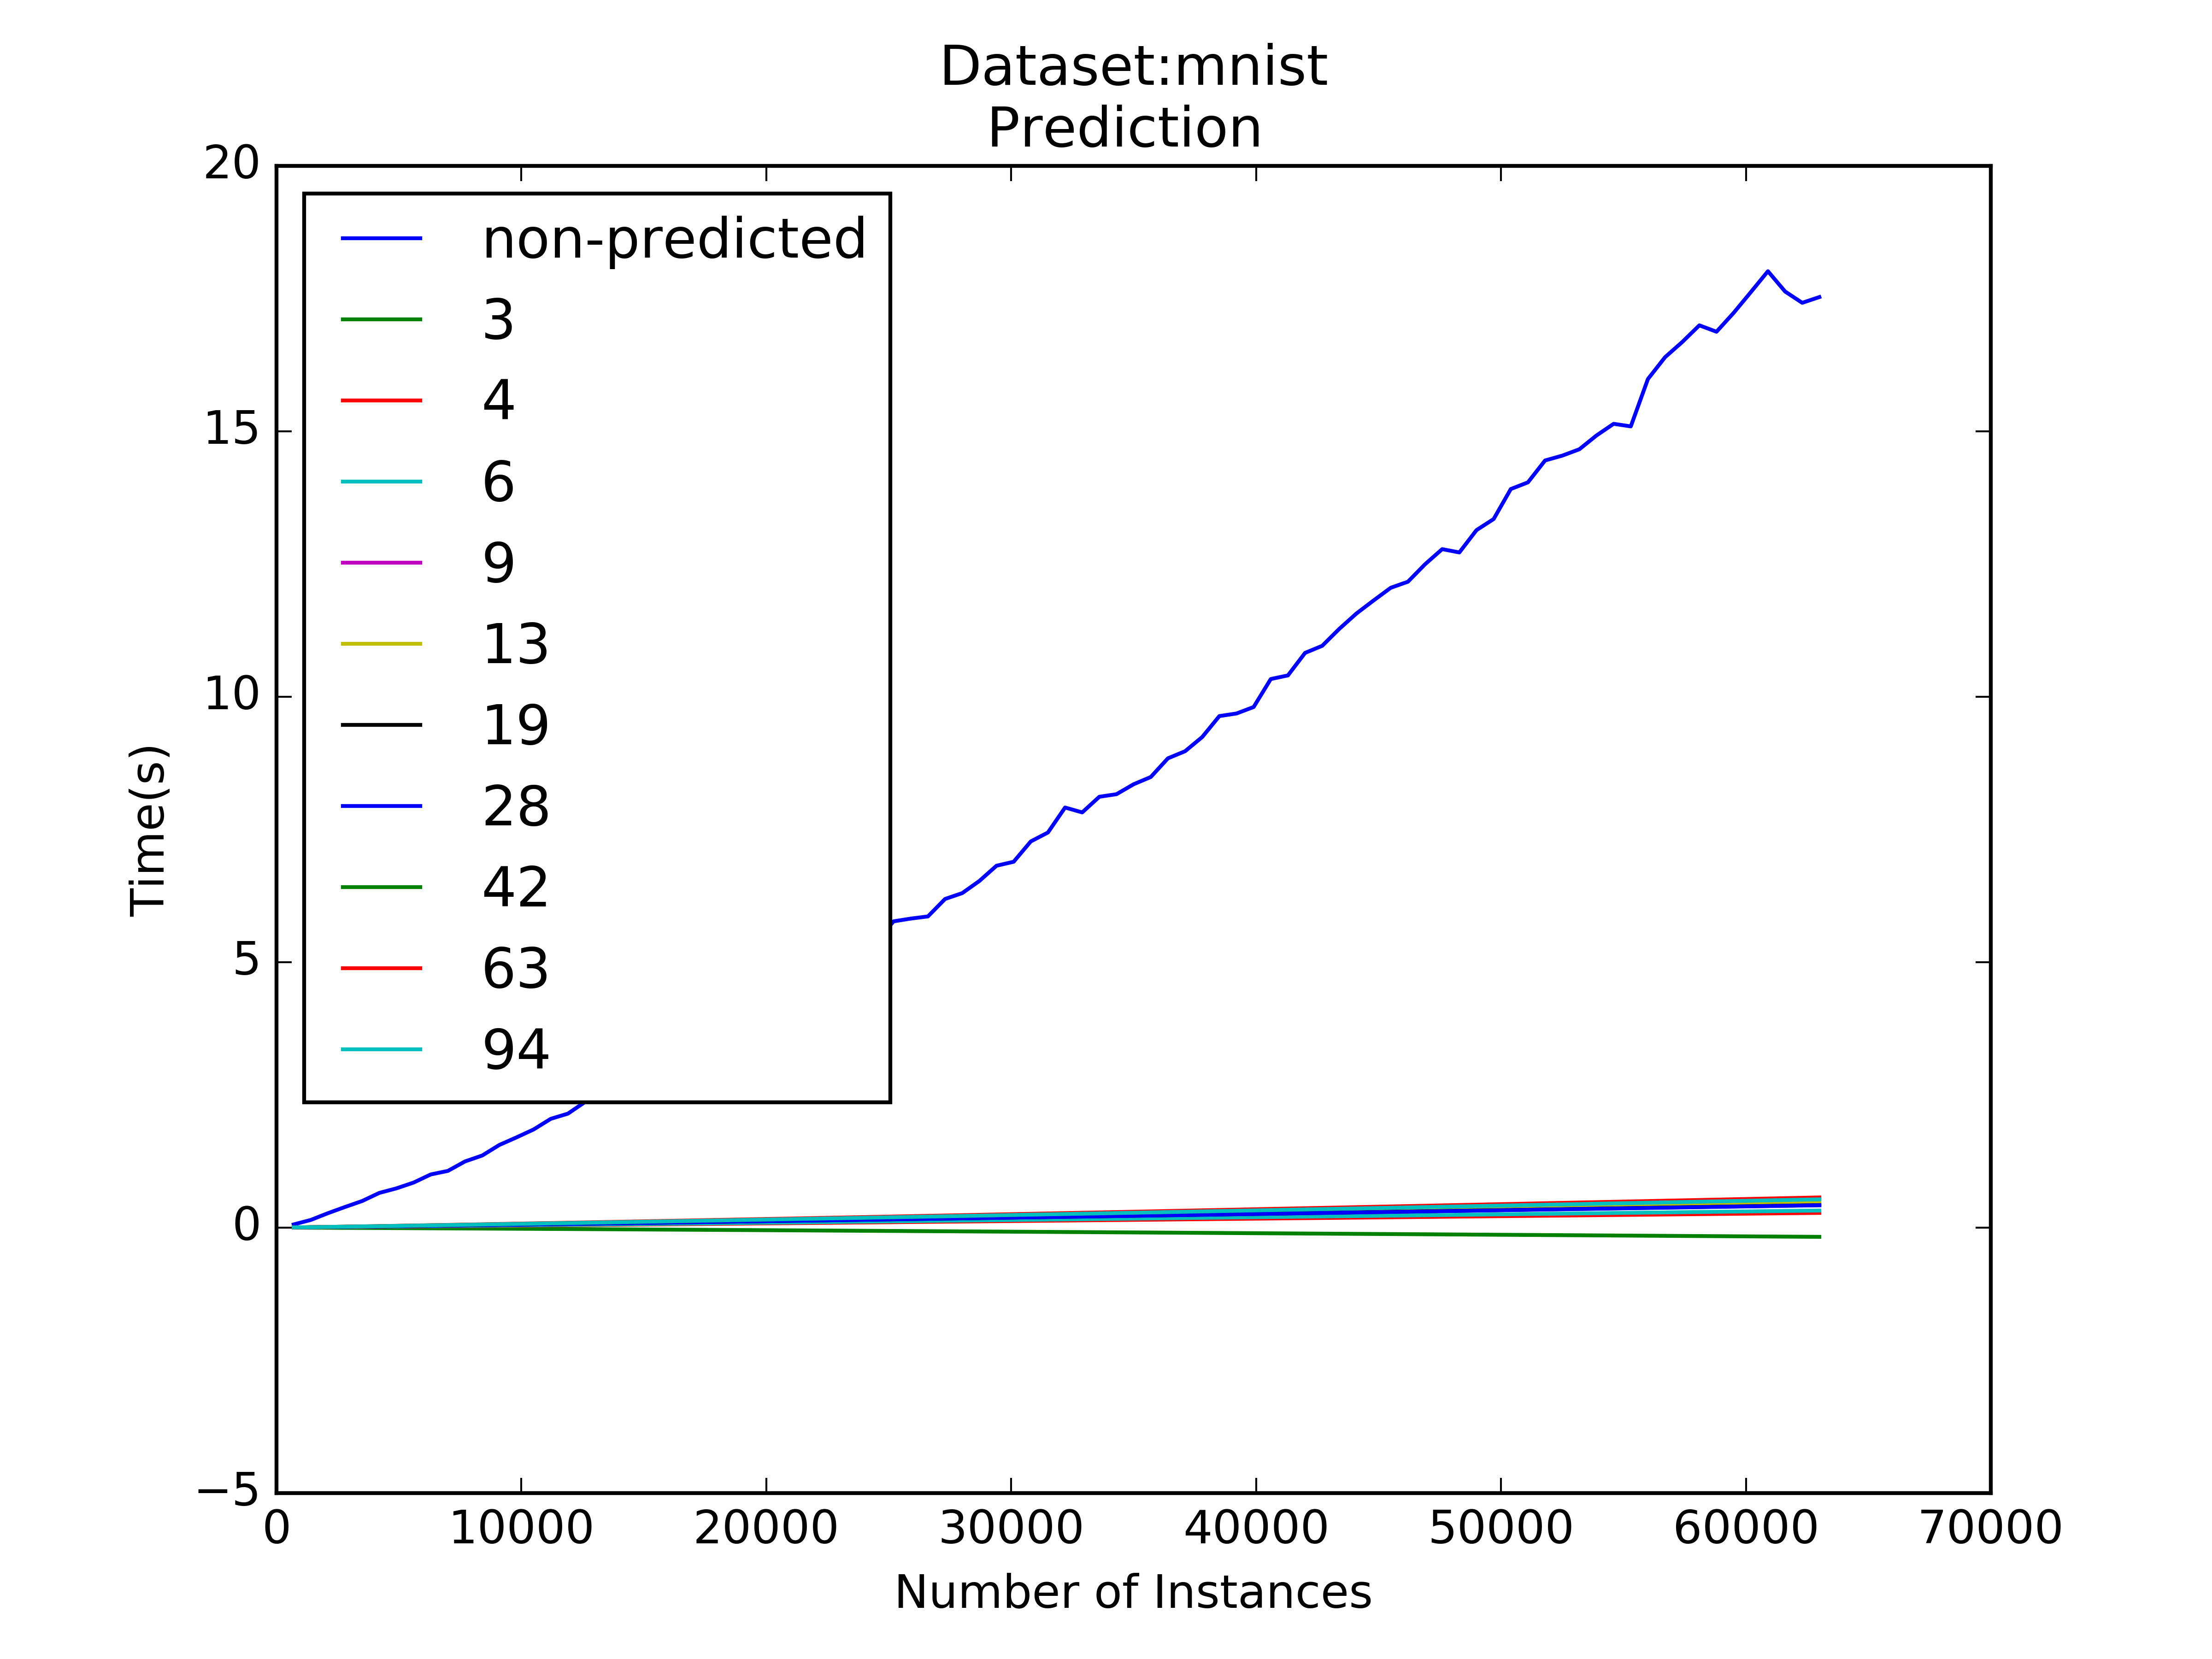 Dataset:mnist
Prediction
20
15
10
5
0
−5
Time(s)
non-predicted
3
4
6
9
13
19
28
42
63
94
0 10000 20000 30000 40000 50000 60000 70000
Number of Instances